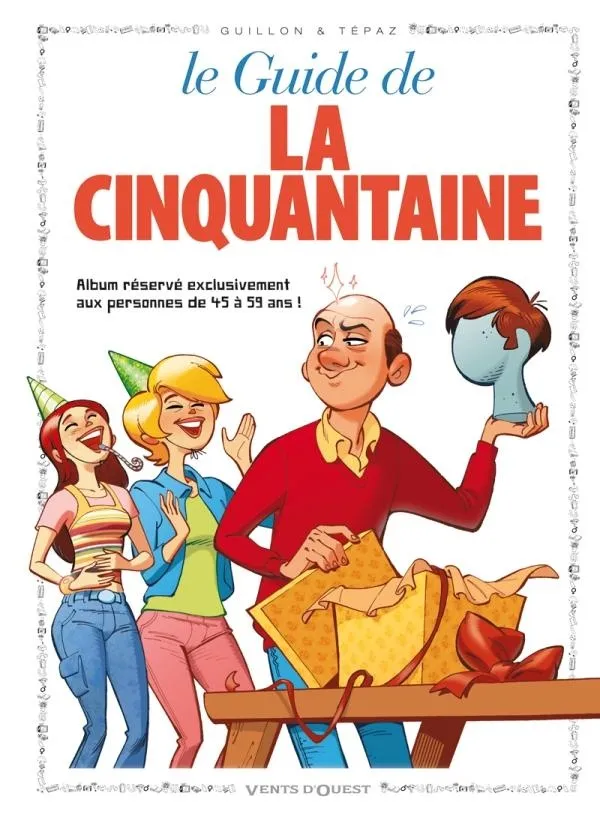 GUILLON & TÉPAZ
le Guide de
LA
CINQUANTAINE
Album réservé exclusivement
aux personnes de 45 à 59 ans !
VENTS D'OUEST